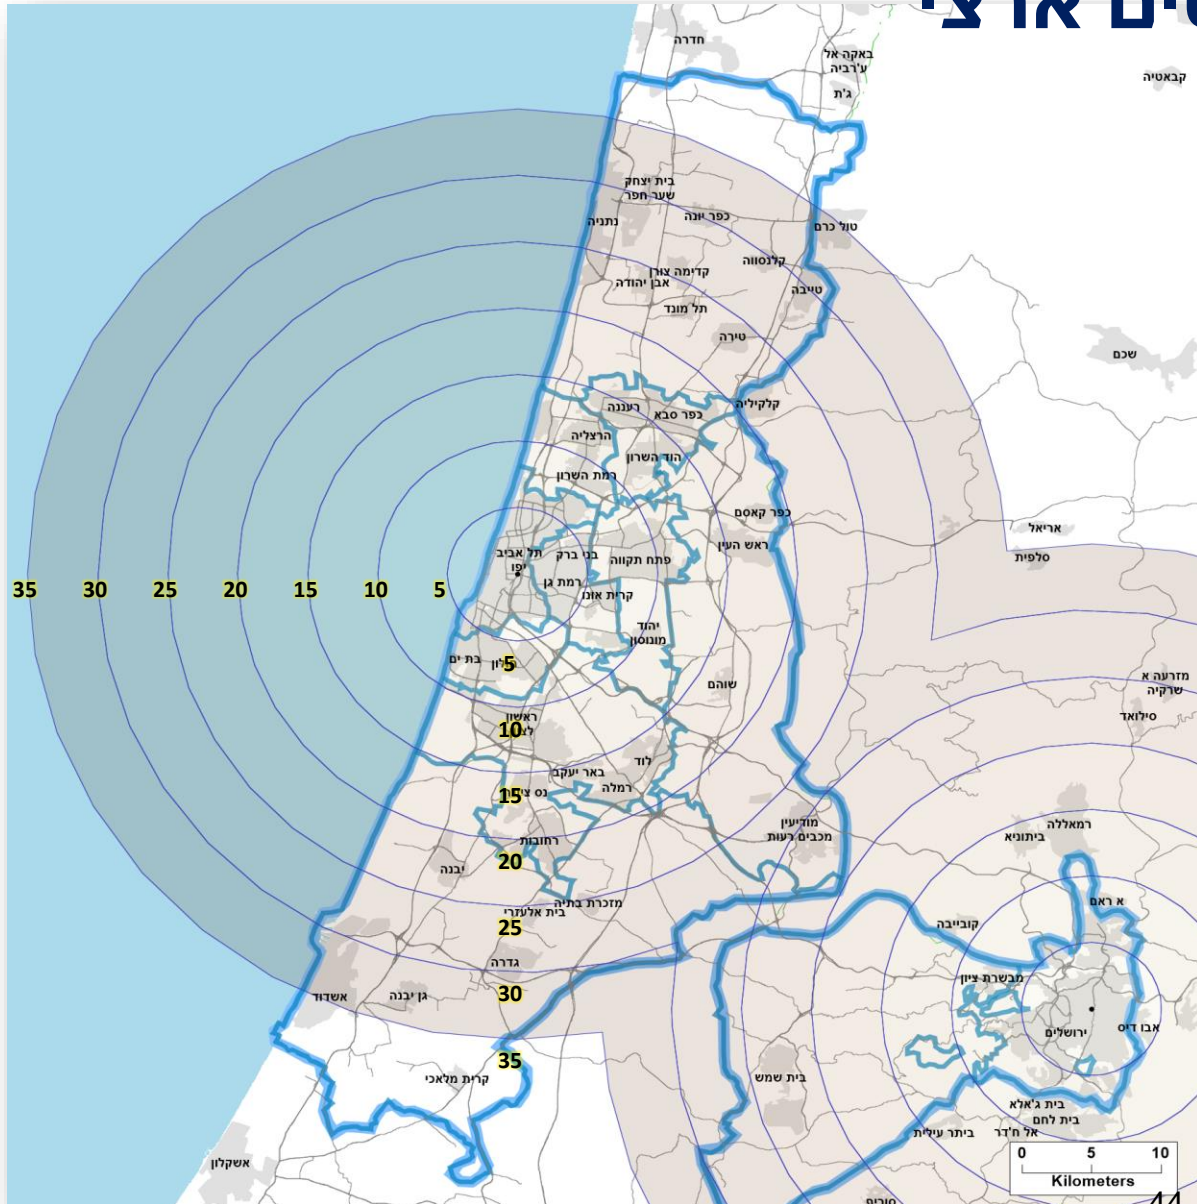 ארצי
חדרה
באקה אל
ע'רביה
ג'ת
קבאטיה
בית יצחק
שער חפר
נתניה
כפר יונה
טול כרם
קלנסווה
קדימה צורן
אבן יהודה
טייבה
תל מונד
טירה
שכם
קלקיליה
רעננה
כפר סבא
הרצליה
הוד השרון
רמת השרון
כפר קאסם
ראש העין
אריאל
סלפית
תל אביב
יפו
בני ברק
פתח תקווה
רמת גן
קרית אונו
35 30 25 20 15 10 5
יהוד
מונוסון
בת ים
5
שוהם
מזרעה א
שרקיה
סילואד
ראשון
10
לוד
באר יעקב
רמלה
15
מודיעין
מכבים רעות
רמאללה
ביתוניא
רחובות
20
יבנה
מזכרת בתיה
בית אלעזרי
א ראם
קובייבה
25
גדרה
מבשרת ציון
30
גן יבנה
אשדוד
ירושלים
אבו דיס
35
קרית מלאכי
בית שמש
בית ג'אלא
בית לחם
אל ח'דר
ביתר עילית
אשקלון
0 5 10
Kilometers
44